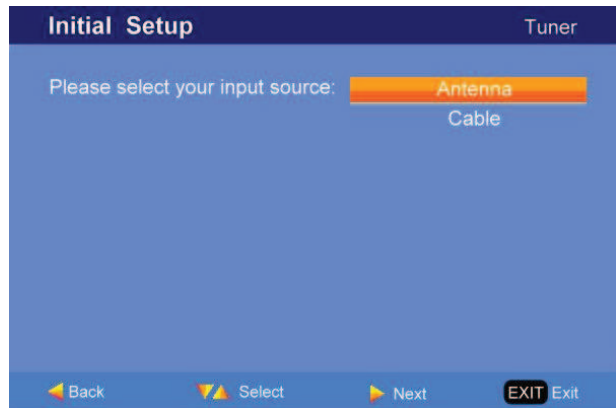 Initial Setup Tuner
Please select your input source: Antenna
Cable
Back Select Next EXIT Exit